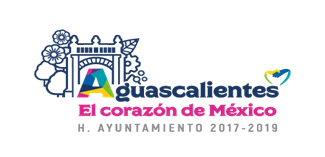 Aguascalientes
El corazón de México
H. AYUNTAMIENTO 2017-2019